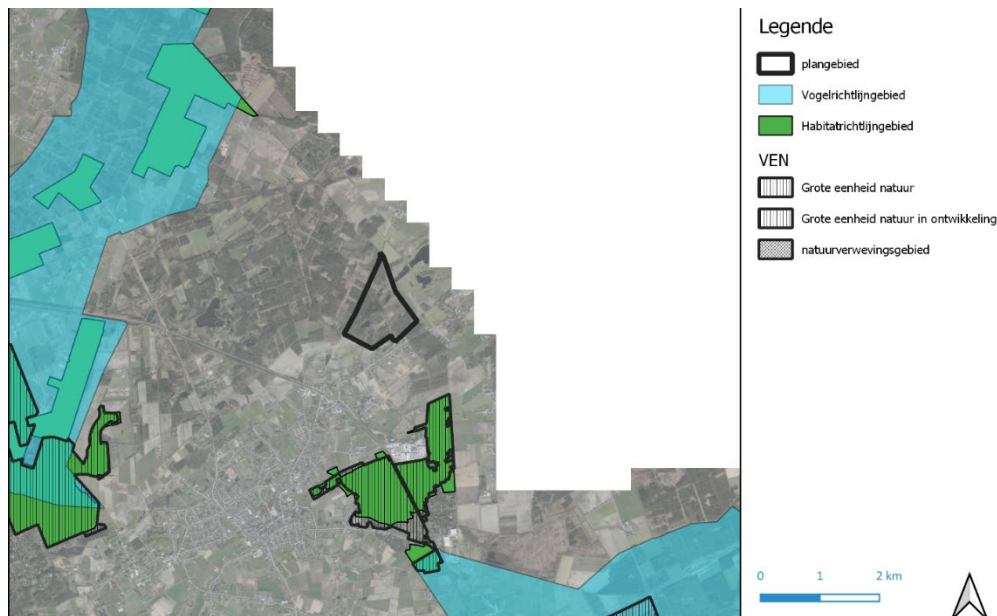 Legende
plangebied
Vogelrichtlijngebied
Habitatrichtlijngebied
VEN
Grote eenheid natuur
Grote eenheid natuur in ontwikkeling
natuurverwevingsgebied
0 1 2 km